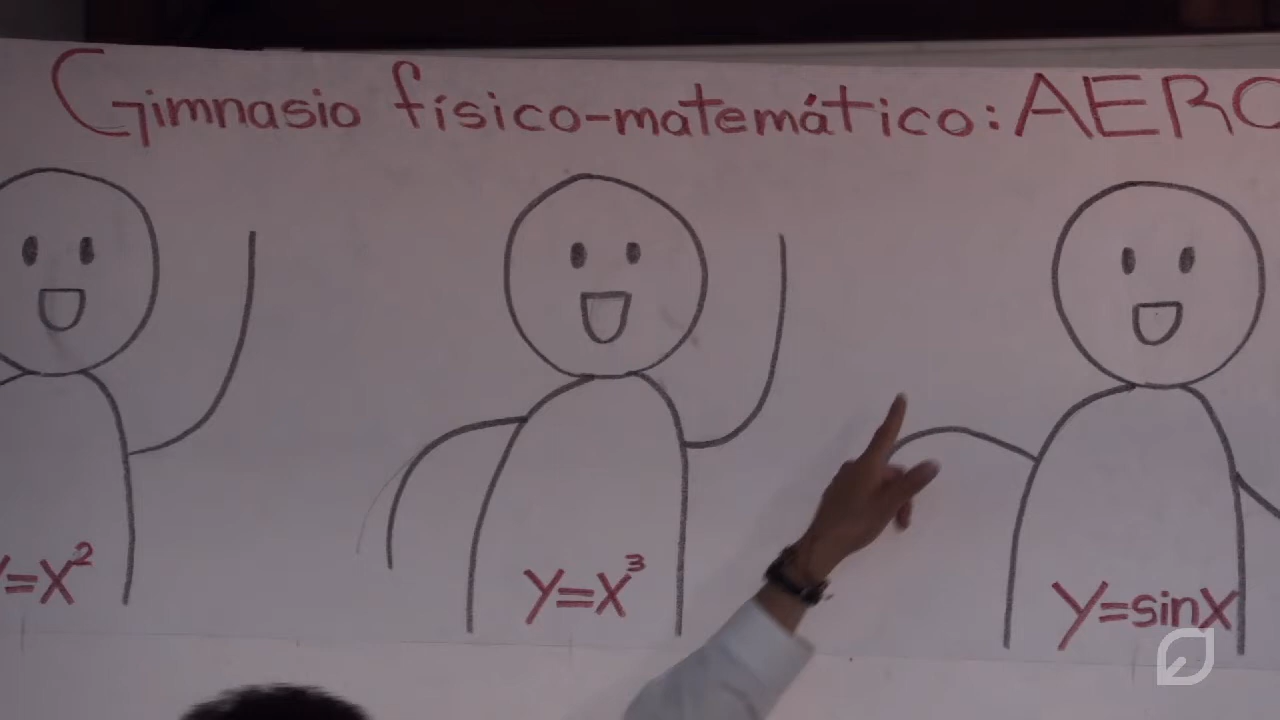 Gimnasio físico-matemático: AERO
y=x²
y=x³
y=sinx